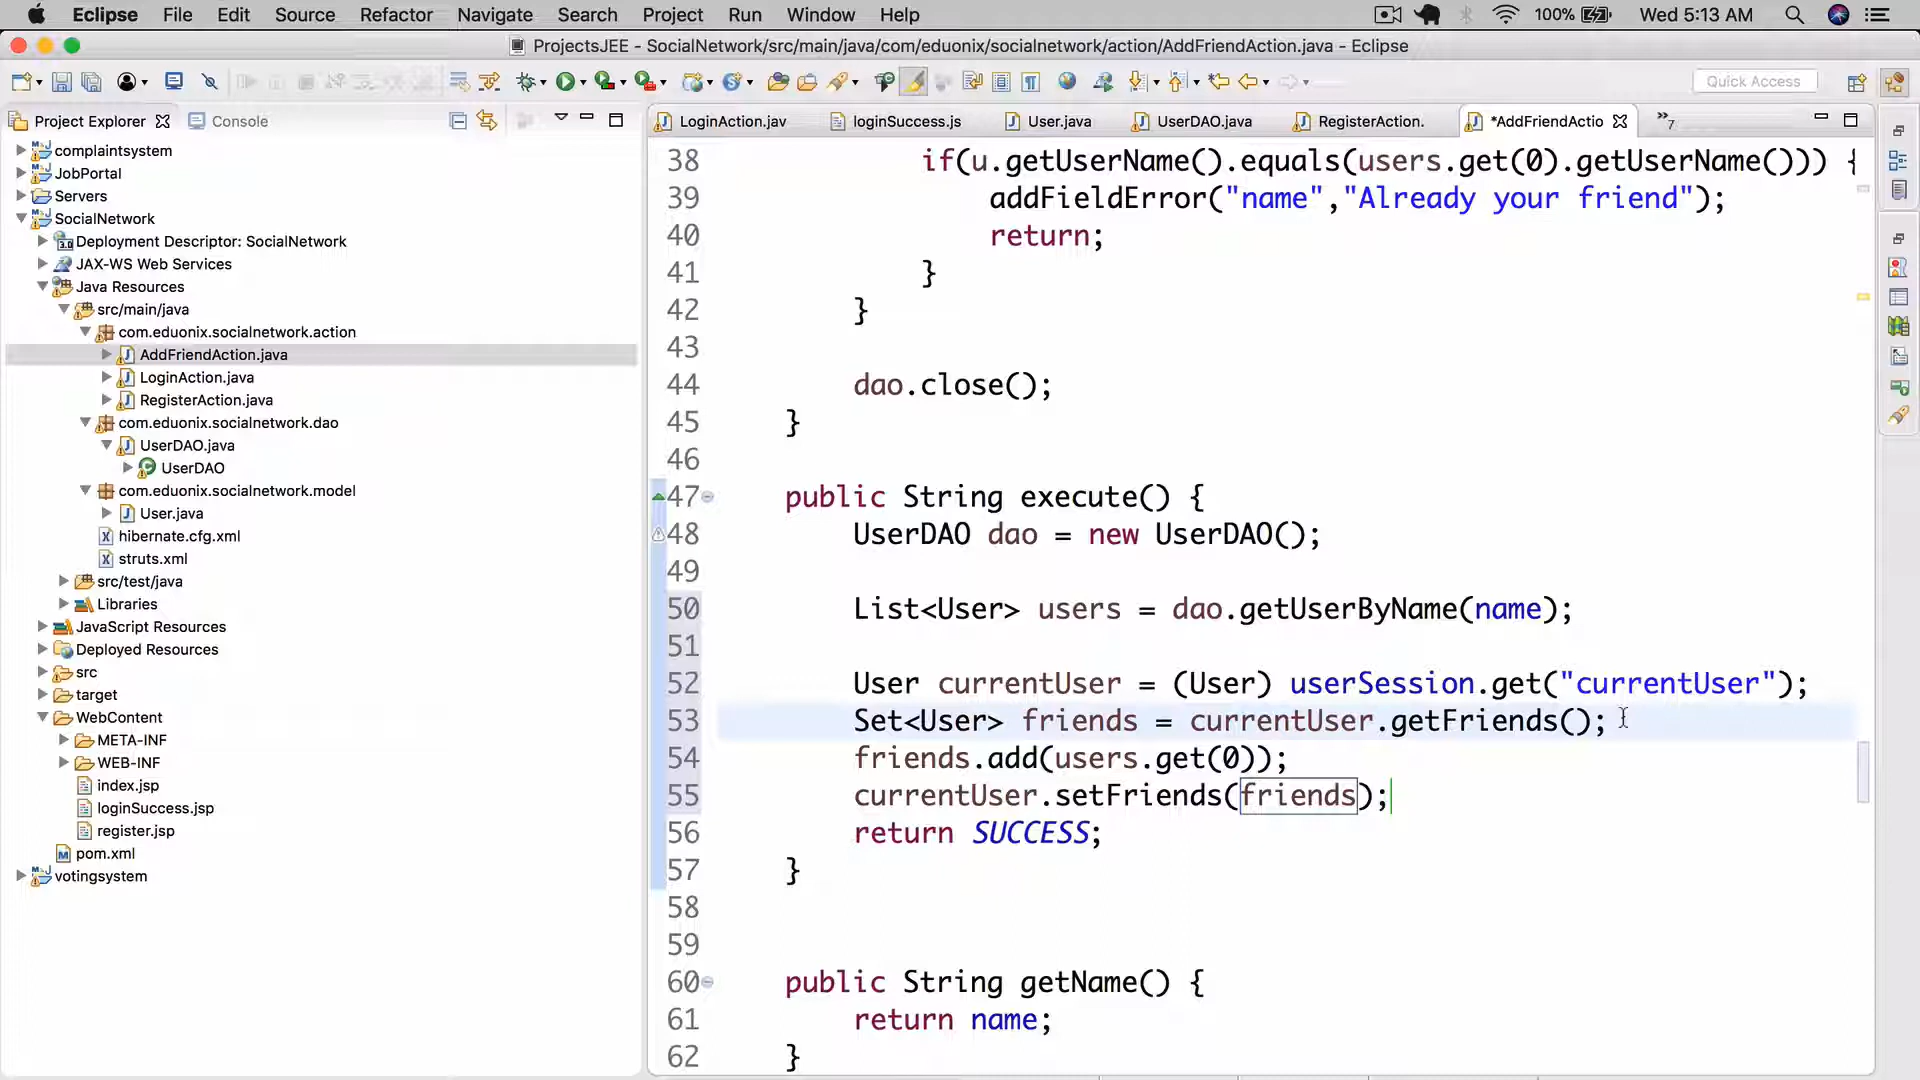 Eclipse File Edit Source Refactor Navigate Search Project Run Window Help 100% Wed 5:13 AM
ProjectsJEE - SocialNetwork/src/main/java/com/eduonix/socialnetwork/action/AddFriendAction.java - Eclipse
Quick Access
Project Explorer Console
LoginAction.jav loginSuccess.js User.java UserDAO.java RegisterAction. *AddFriendActio »7
complaintsystem
JobPortal
Servers
SocialNetwork
Deployment Descriptor: SocialNetwork
JAX-WS Web Services
Java Resources
src/main/java
com.eduonix.socialnetwork.action
AddFriendAction.java
LoginAction.java
RegisterAction.java
com.eduonix.socialnetwork.dao
UserDAO.java
UserDAO
com.eduonix.socialnetwork.model
User.java
hibernate.cfg.xml
struts.xml
src/test/java
Libraries
JavaScript Resources
Deployed Resources
src
target
WebContent
META-INF
WEB-INF
index.jsp
loginSuccess.jsp
register.jsp
pom.xml
votingsystem
38 if(u.getUserName().equals(users.get(0).getUserName())) {
39 addFieldError("name","Already your friend");
40 return;
41 }
42 }
43
44 dao.close();
45 }
46
47 public String execute() {
48 UserDAO dao = new UserDAO();
49
50 List<User> users = dao.getUserByName(name);
51
52 User currentUser = (User) userSession.get("currentUser");
53 Set<User> friends = currentUser.getFriends();
54 friends.add(users.get(0));
55 currentUser.setFriends(friends);
56 return SUCCESS;
57 }
58
59
60 public String getName() {
61 return name;
62 }